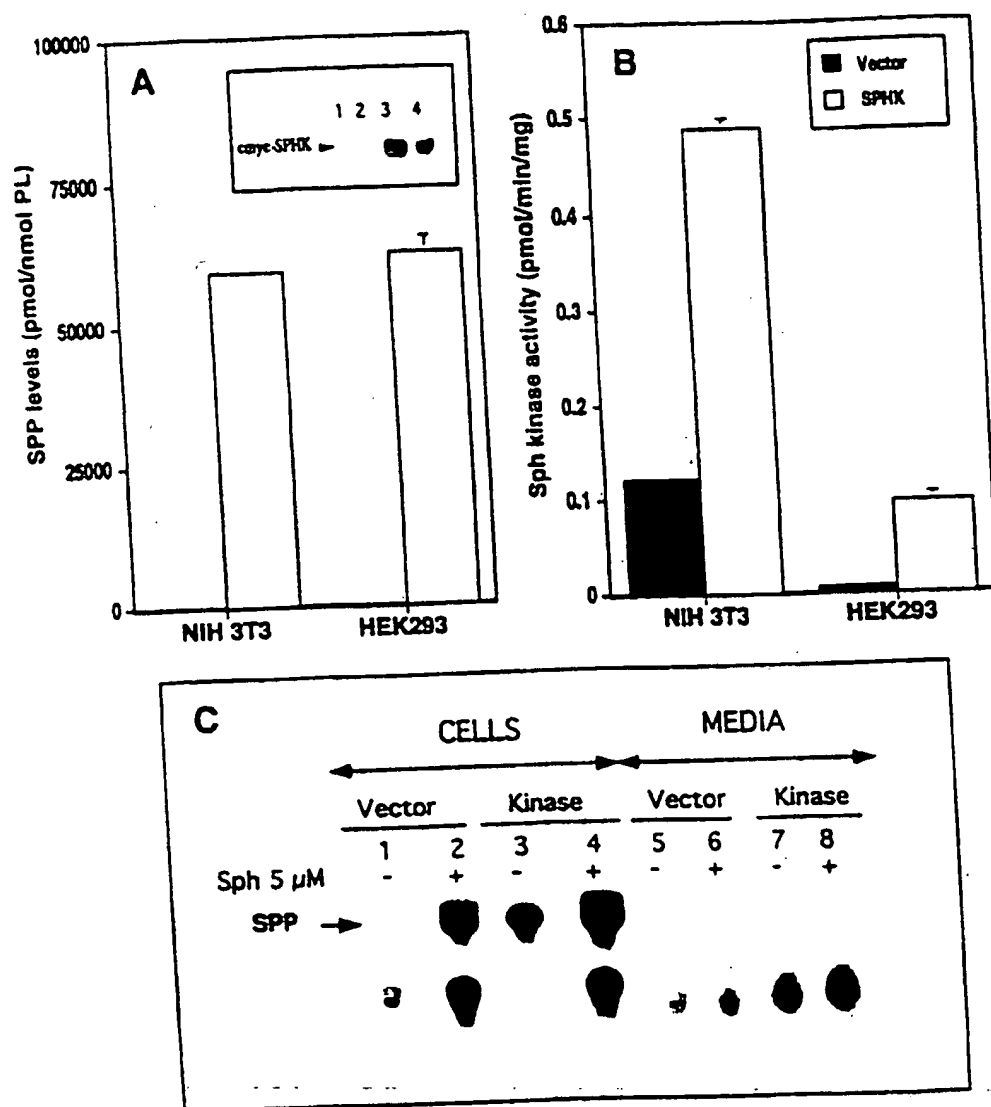 A
SPP levels (pmol/nmol PL)
100000
75000
50000
25000
0
1 2 3 4
cmyc-SPHK
NIH 3T3 HEK293
B
Sph kinase activity (pmol/min/mg)
0.6
0.5
0.4
0.3
0.2
0.1
0
Vector
SPHK
NIH 3T3 HEK293
C
CELLS MEDIA
Vector Kinase Vector Kinase
1 2 3 4 5 6 7 8
Sph 5 µM - + - + - + - +
SPP